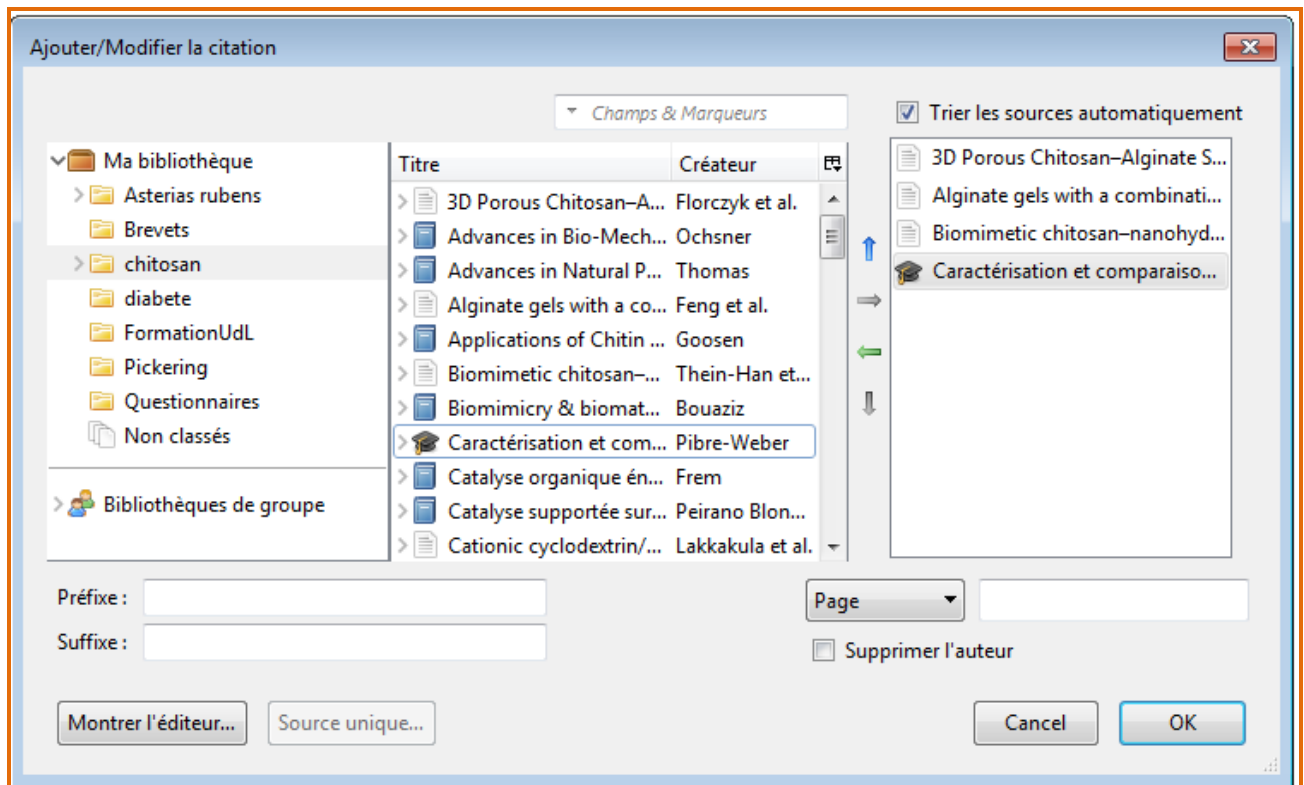 Ajouter/Modifier la citation
Champs & Marqueurs
Trier les sources automatiquement
Ma bibliothèque
Asterias rubens
Brevets
chitosan
diabete
FormationUdL
Pickering
Questionnaires
Non classés
Bibliothèques de groupe
Titre Créateur
3D Porous Chitosan–A... Florczyk et al.
Advances in Bio-Mech... Ochsner
Advances in Natural P... Thomas
Alginate gels with a co... Feng et al.
Applications of Chitin ... Goosen
Biomimetic chitosan–... Thein-Han et...
Biomimicry & biomat... Bouaziz
Caractérisation et com... Pibre-Weber
Catalyse organique én... Frem
Catalyse supportée sur... Peirano Blon...
Cationic cyclodextrin/... Lakkakula et al.
3D Porous Chitosan–Alginate S...
Alginate gels with a combinati...
Biomimetic chitosan–nanohyd...
Caractérisation et comparaiso...
Préfixe :
Suffixe :
Page
Supprimer l'auteur
Montrer l'éditeur...
Source unique...
Cancel
OK